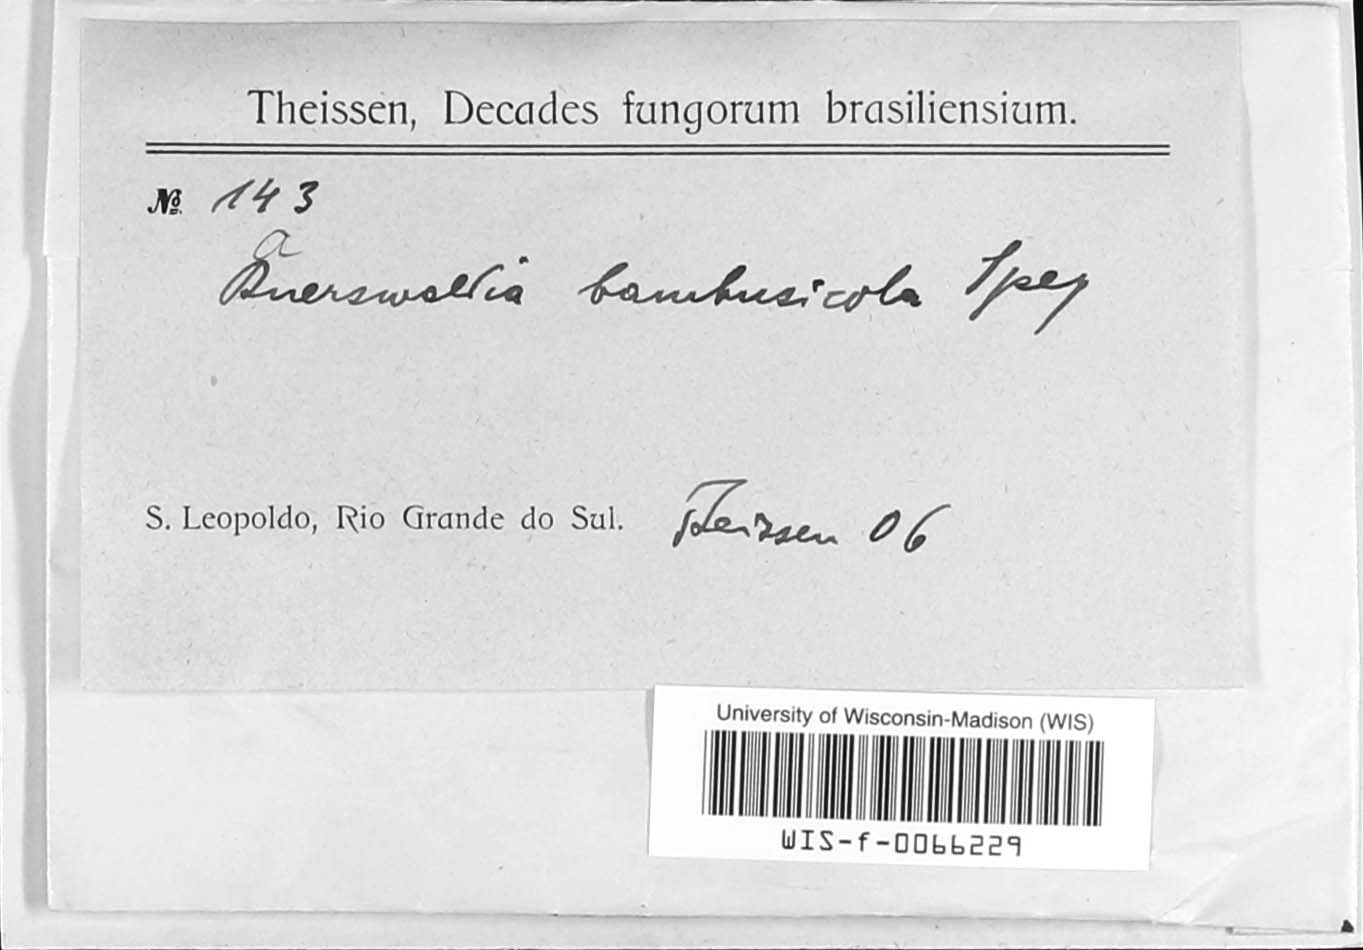 Theissen, Decades fungorum brasiliensium.
№ 143
a
Auerswaldia bambusicola Speg
S. Leopoldo, Rio Grande do Sul. Theissen 06
University of Wisconsin-Madison (WIS)
WIS-f-0066229